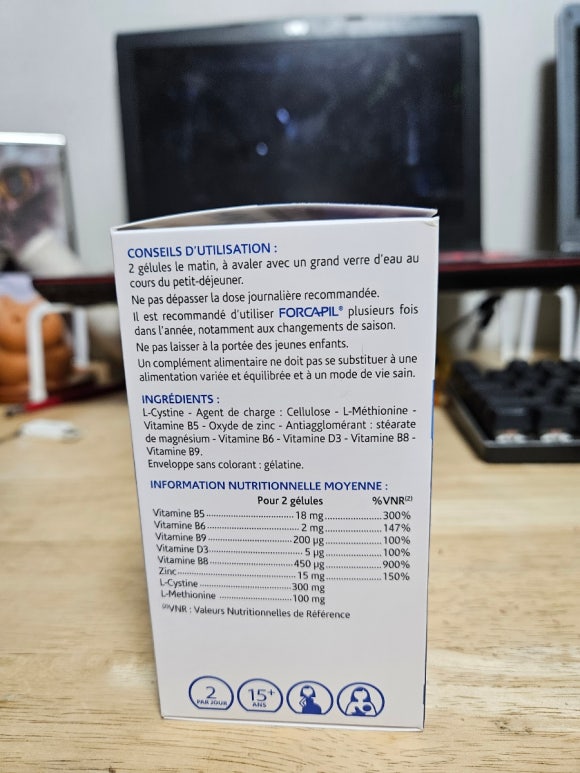 CONSEILS D'UTILISATION :
2 gélules le matin, à avaler avec un grand verre d'eau au
cours du petit-déjeuner.
Ne pas dépasser la dose journalière recommandée.
Il est recommandé d'utiliser FORCAPIL® plusieurs fois
dans l'année, notamment aux changements de saison.
Ne pas laisser à la portée des jeunes enfants.
Un complément alimentaire ne doit pas se substituer à une
alimentation variée et équilibrée et à un mode de vie sain.
INGRÉDIENTS :
L-Cystine - Agent de charge : Cellulose - L-Méthionine -
Vitamine B5 - Oxyde de zinc - Antiagglomérant : stéarate
de magnésium - Vitamine B6 - Vitamine D3 - Vitamine B8 -
Vitamine B9.
Enveloppe sans colorant : gélatine.
INFORMATION NUTRITIONNELLE MOYENNE :
Pour 2 gélules %VNR(2)
Vitamine B5 18 mg 300%
Vitamine B6 2 mg 147%
Vitamine B9 200 µg 100%
Vitamine D3 5 µg 100%
Vitamine B8 450 µg 900%
Zinc 15 mg 150%
L-Cystine 300 mg
L-Methionine 100 mg
(2)VNR : Valeurs Nutritionnelles de Référence
2 PAR JOUR
15+ ANS